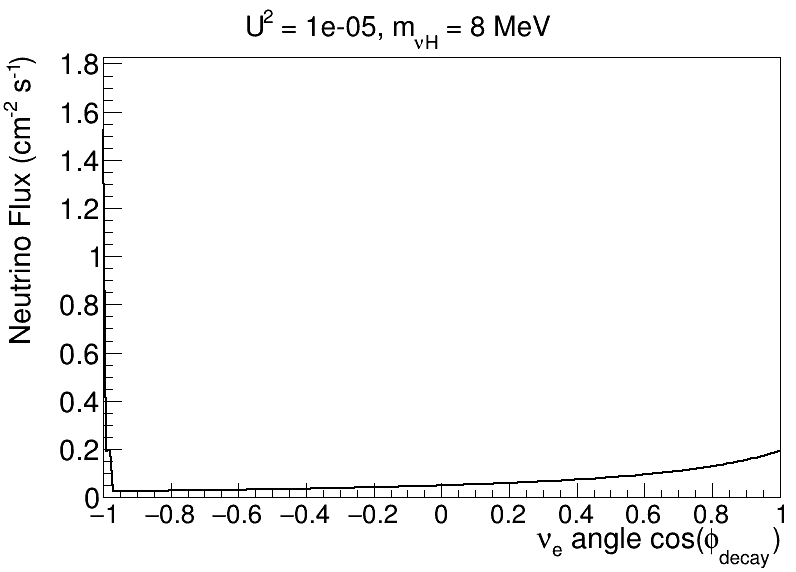 U² = 1e-05, m_νH = 8 MeV
Neutrino Flux (cm⁻² s⁻¹)
1.8
1.6
1.4
1.2
1
0.8
0.6
0.4
0.2
0
−1 −0.8 −0.6 −0.4 −0.2 0 0.2 0.4 0.6 0.8 1
ν_e angle cos(ϕ_decay)